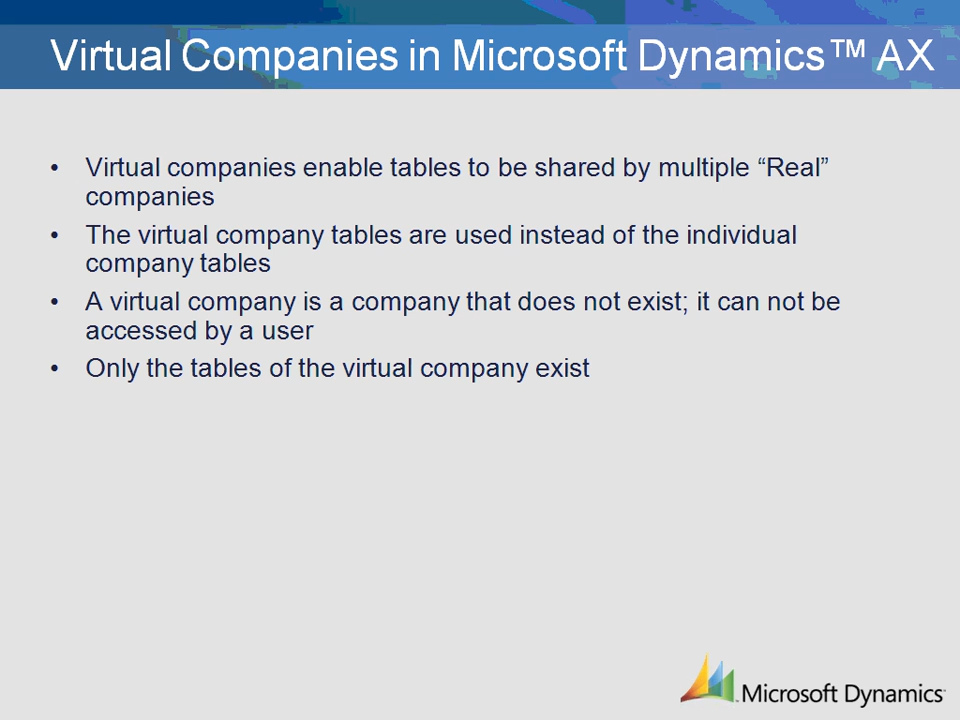 Virtual Companies in Microsoft Dynamics™ AX
• Virtual companies enable tables to be shared by multiple “Real”
companies
• The virtual company tables are used instead of the individual
company tables
• A virtual company is a company that does not exist; it can not be
accessed by a user
• Only the tables of the virtual company exist
Microsoft Dynamics